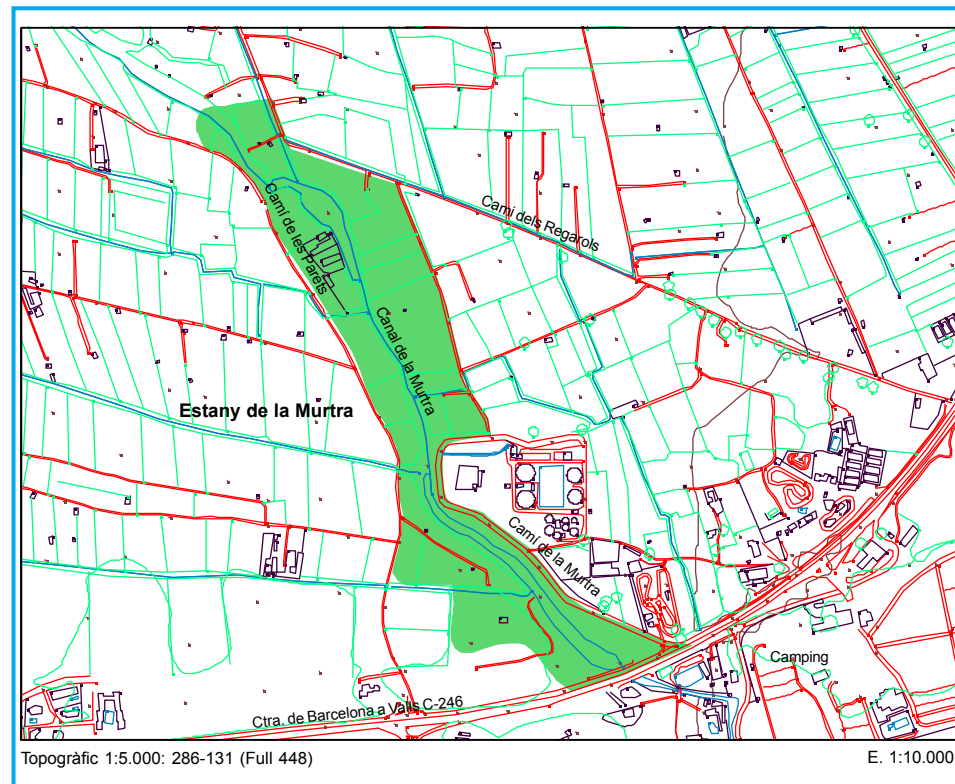 Camí dels Regarols
Camí de les Parets
Canal de la Murtra
Estany de la Murtra
Camí de la Murtra
Camping
Ctra. de Barcelona a Valls C-246
Topogràfic 1:5.000: 286-131 (Full 448)
E. 1:10.000